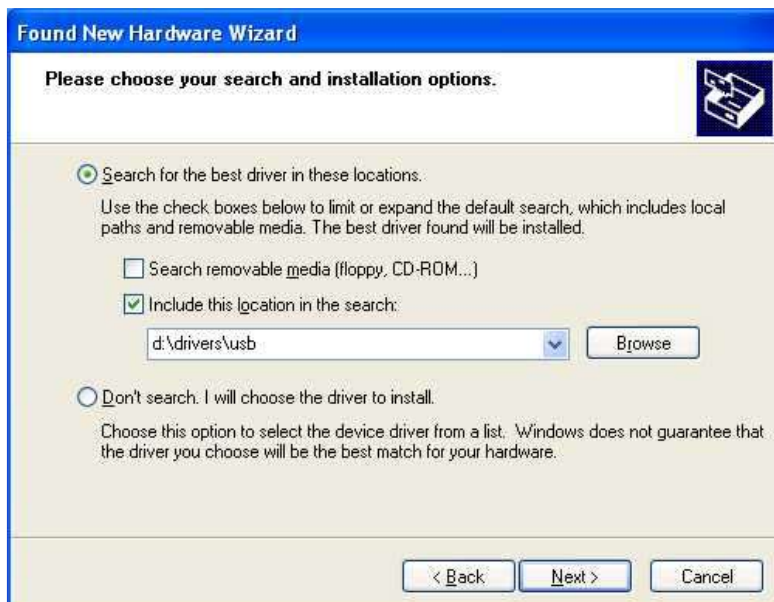 Found New Hardware Wizard
Please choose your search and installation options.
Search for the best driver in these locations.
Use the check boxes below to limit or expand the default search, which includes local
paths and removable media. The best driver found will be installed.
Search removable media (floppy, CD-ROM...)
Include this location in the search:
d:\drivers\usb
Browse
Don't search. I will choose the driver to install.
Choose this option to select the device driver from a list. Windows does not guarantee that
the driver you choose will be the best match for your hardware.
< Back Next > Cancel